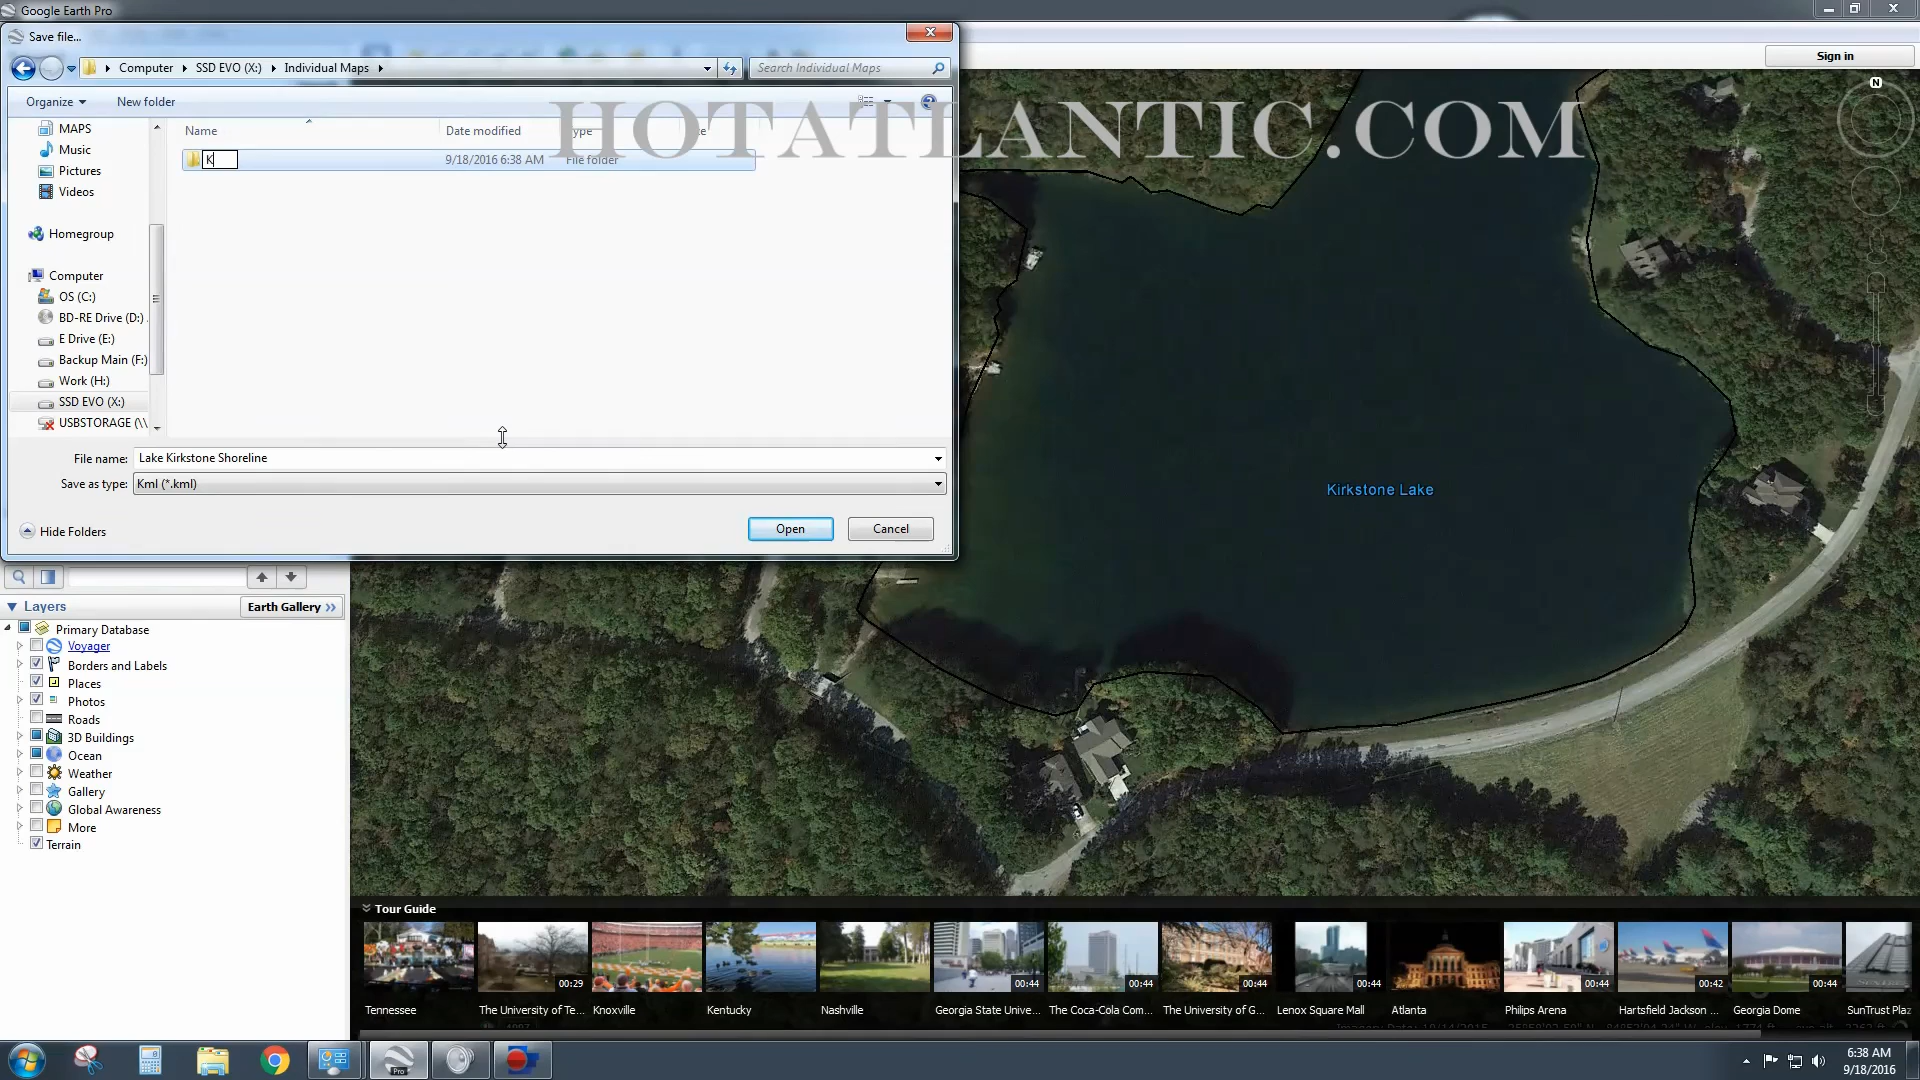 Google Earth Pro
Save file...
Computer
SSD EVO (X:)
Individual Maps
Search Individual Maps
Sign in
N
Organize
New folder
HOTATLANTIC.COM
Name
Date modified
Type
K
9/18/2016 6:38 AM
File folder
MAPS
Music
Pictures
Videos
Homegroup
Computer
OS (C:)
BD-RE Drive (D:)
E Drive (E:)
Backup Main (F:)
Work (H:)
SSD EVO (X:)
USBSTORAGE (\\
File name: Lake Kirkstone Shoreline
Save as type: Kml (*.kml)
Hide Folders
Open
Cancel
Kirkstone Lake
Layers
Earth Gallery »
Primary Database
Voyager
Borders and Labels
Places
Photos
Roads
3D Buildings
Ocean
Weather
Gallery
Global Awareness
More
Terrain
Tour Guide
00:29
00:44
00:44
00:44
00:44
00:44
00:42
00:44
Tennessee
The University of Te...
Knoxville
Kentucky
Nashville
Georgia State Unive...
The Coca-Cola Com...
The University of G...
Lenox Square Mall
Atlanta
Philips Arena
Hartsfield Jackson ...
Georgia Dome
SunTrust Plaz
Pro
6:38 AM
9/18/2016